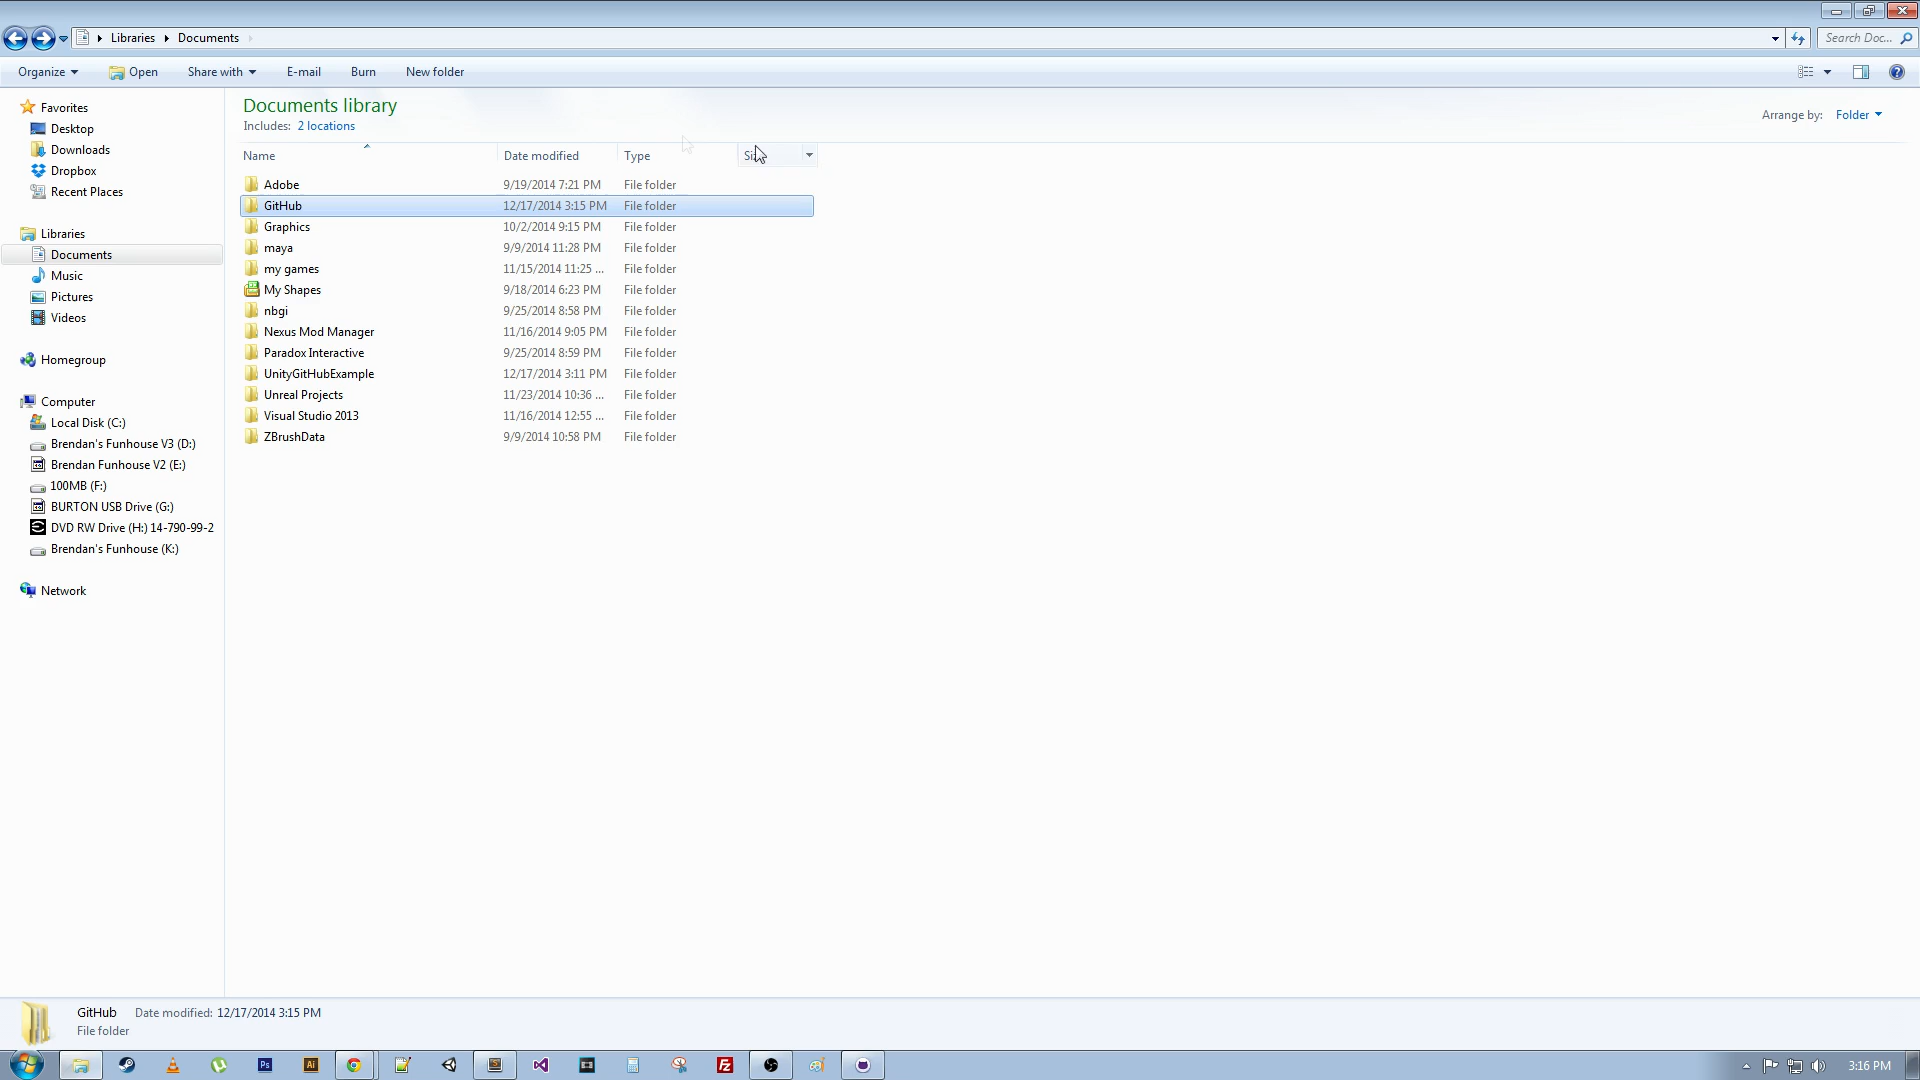 Libraries Documents
Search Doc...
Organize Open Share with E-mail Burn New folder
Favorites
Desktop
Downloads
Dropbox
Recent Places
Libraries
Documents
Music
Pictures
Videos
Homegroup
Computer
Local Disk (C:)
Brendan's Funhouse V3 (D:)
Brendan Funhouse V2 (E:)
100MB (F:)
BURTON USB Drive (G:)
DVD RW Drive (H:) 14-790-99-2
Brendan's Funhouse (K:)
Network
Documents library
Includes: 2 locations
Arrange by: Folder
Name Date modified Type
Adobe 9/19/2014 7:21 PM File folder
GitHub 12/17/2014 3:15 PM File folder
Graphics 10/2/2014 9:15 PM File folder
maya 9/9/2014 11:28 PM File folder
my games 11/15/2014 11:25 ... File folder
My Shapes 9/18/2014 6:23 PM File folder
nbgi 9/25/2014 8:58 PM File folder
Nexus Mod Manager 11/16/2014 9:05 PM File folder
Paradox Interactive 9/25/2014 8:59 PM File folder
UnityGitHubExample 12/17/2014 3:11 PM File folder
Unreal Projects 11/23/2014 10:36 ... File folder
Visual Studio 2013 11/16/2014 12:55 ... File folder
ZBrushData 9/9/2014 10:58 PM File folder
GitHub Date modified: 12/17/2014 3:15 PM
File folder
Ps Ai
3:16 PM